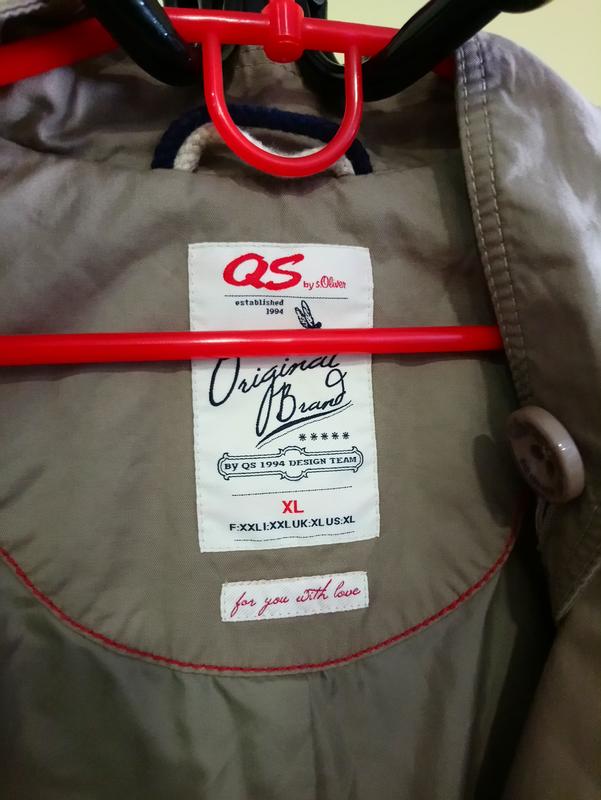 QS by s.Oliver
established
1994
Original
Brand
*****
BY QS 1994 DESIGN TEAM
XL
F:XXL I:XXL UK:XL US:XL
for you with love